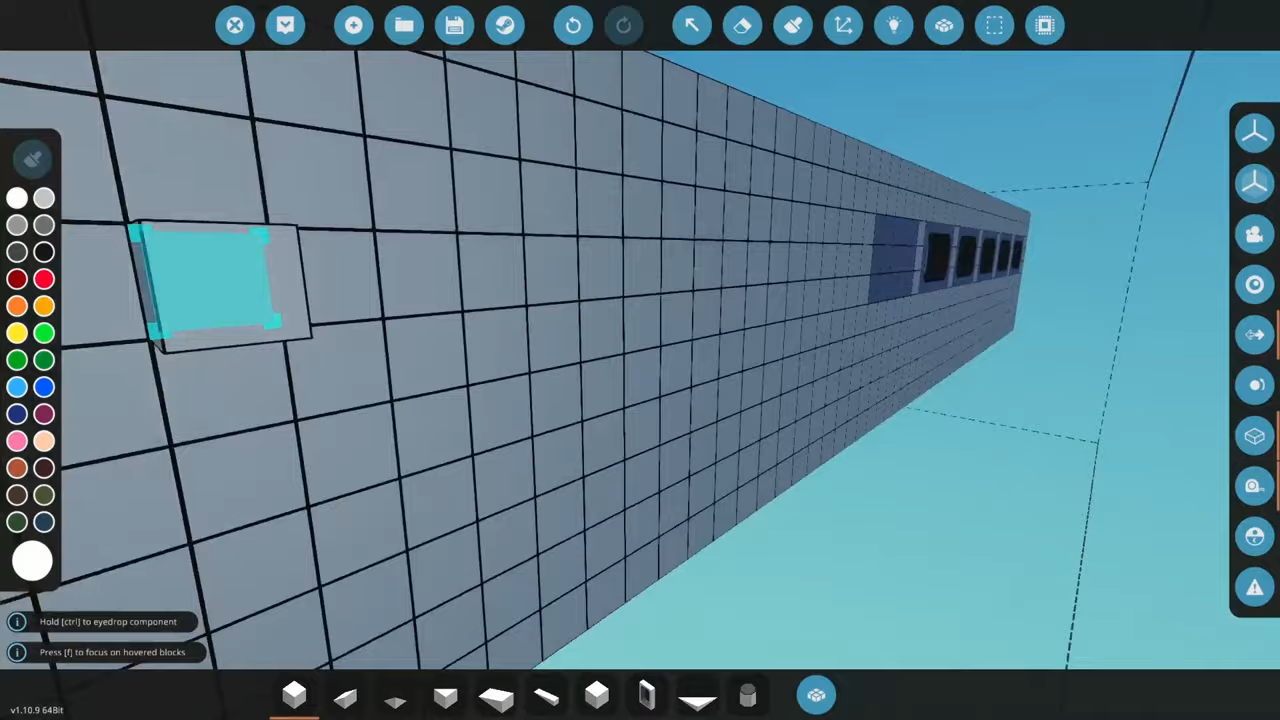 Hold [ctrl] to eyedrop component
Press [f] to focus on hovered blocks
v1.10.9 64Bit